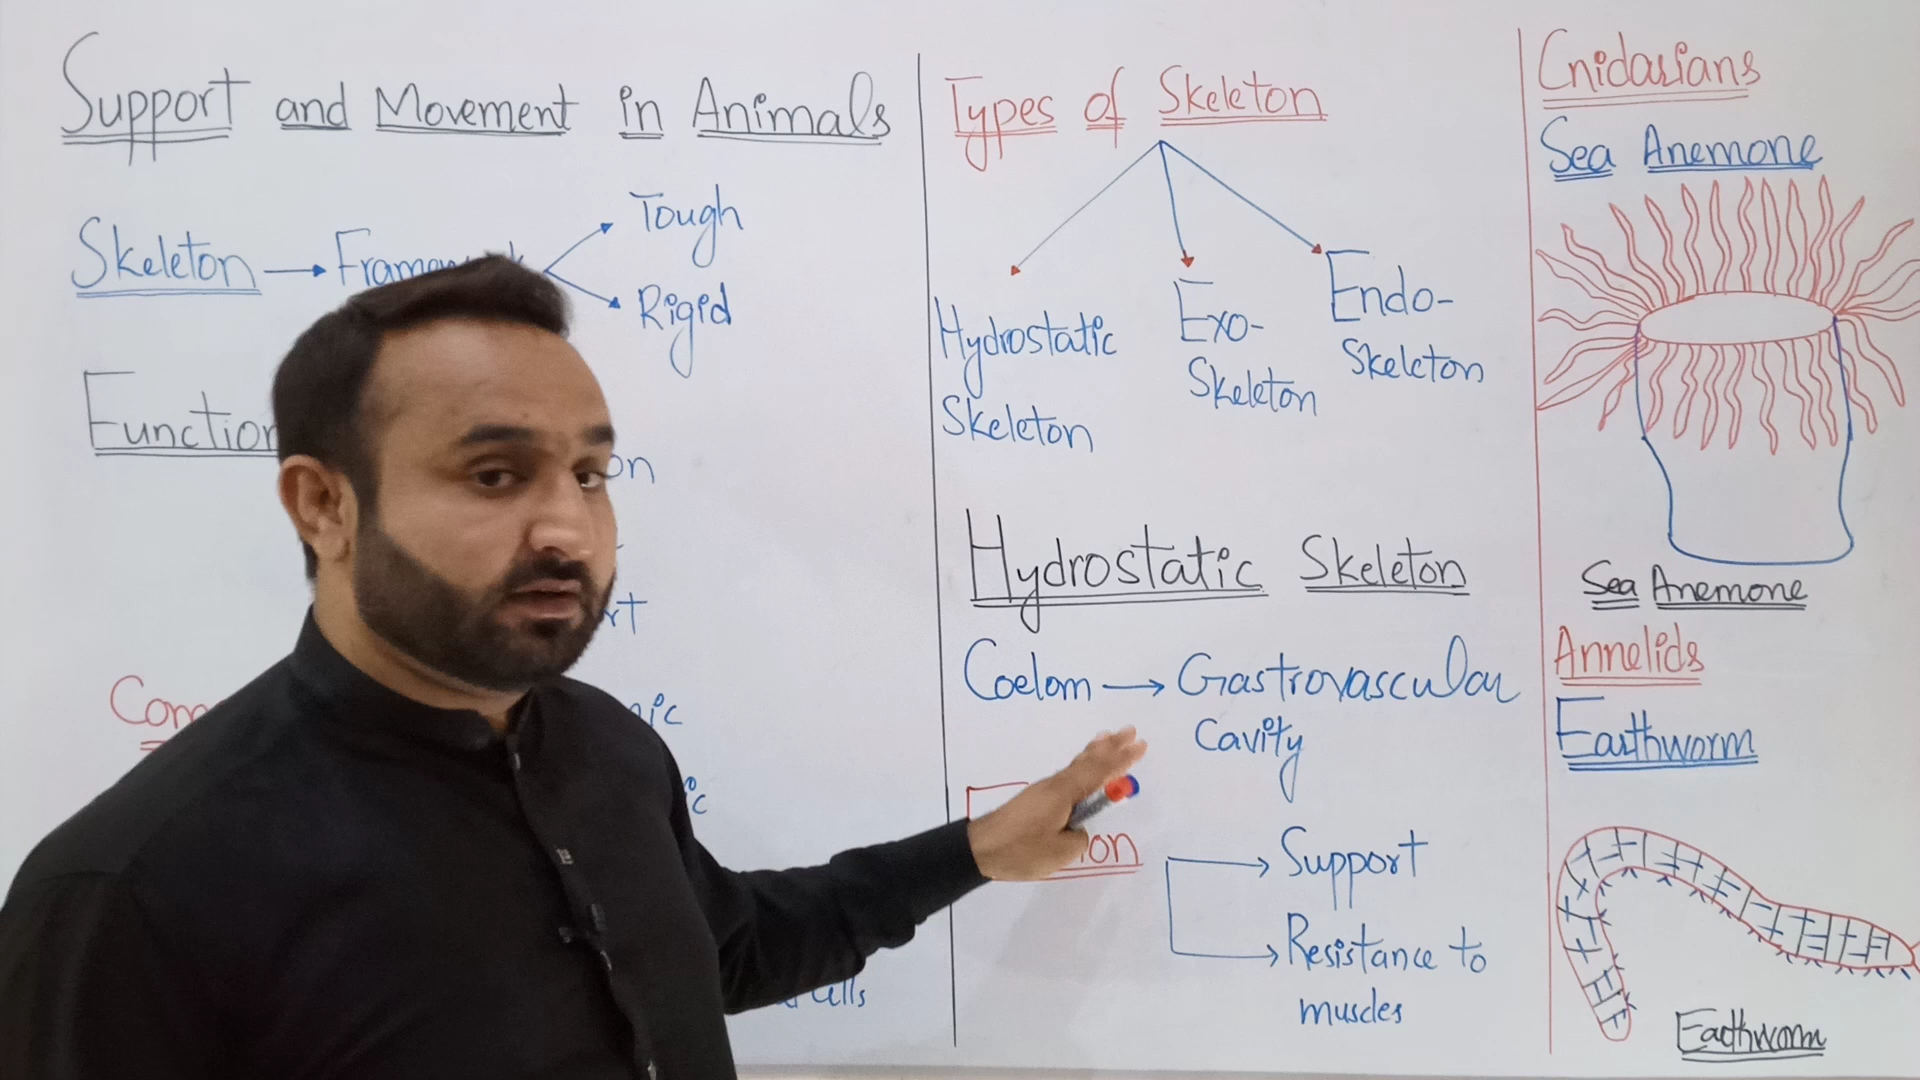 Support and Movement in Animals
Skeleton → Framework
Tough
Rigid
Function
Types of Skeleton
Hydrostatic
Skeleton
Exo-
Skeleton
Endo-
Skeleton
Hydrostatic Skeleton
Coelom → Gastrovascular
Cavity
Support
Resistance to
muscles
Cnidarians
Sea Anemone
Sea Anemone
Annelids
Earthworm
Earthworm